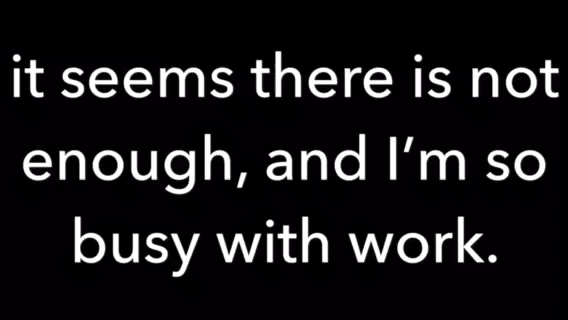 it seems there is not
enough, and I’m so
busy with work.